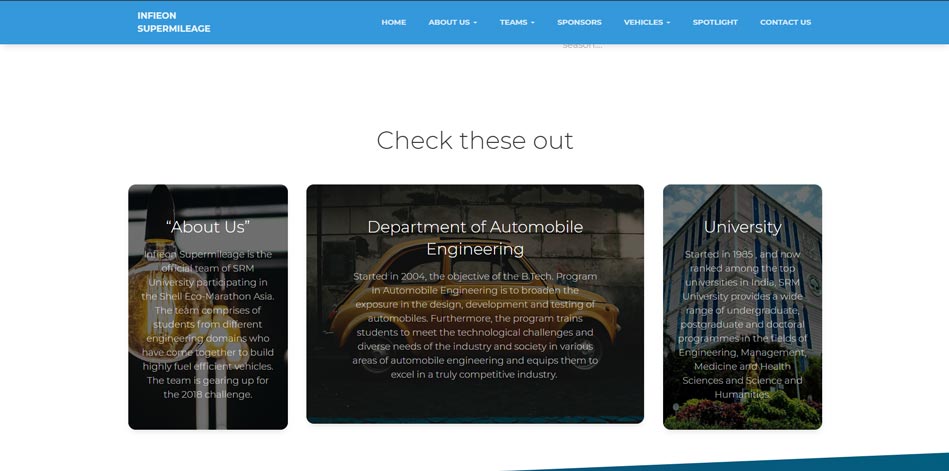 INFIEON
SUPERMILEAGE
HOME
ABOUT US
TEAMS
SPONSORS
VEHICLES
SPOTLIGHT
CONTACT US
season....
Check these out
“About Us”
Infieon Supermileage is the
official team of SRM
University participating in
the Shell Eco-Marathon Asia.
The team comprises of
students from different
engineering domains who
have come together to build
highly fuel efficient vehicles.
The team is gearing up for
the 2018 challenge.
Department of Automobile
Engineering
Started in 2004, the objective of the B.Tech. Program
in Automobile Engineering is to broaden the
exposure in the design, development and testing of
automobiles. Furthermore, the program trains
students to meet the technological challenges and
diverse needs of the industry and society in various
areas of automobile engineering and equips them to
excel in a truly competitive industry.
University
Started in 1985 , and now
ranked among the top
universities in India, SRM
University provides a wide
range of undergraduate,
postgraduate and doctoral
programmes in the fields of
Engineering, Management,
Medicine and Health
Sciences and Science and
Humanities.